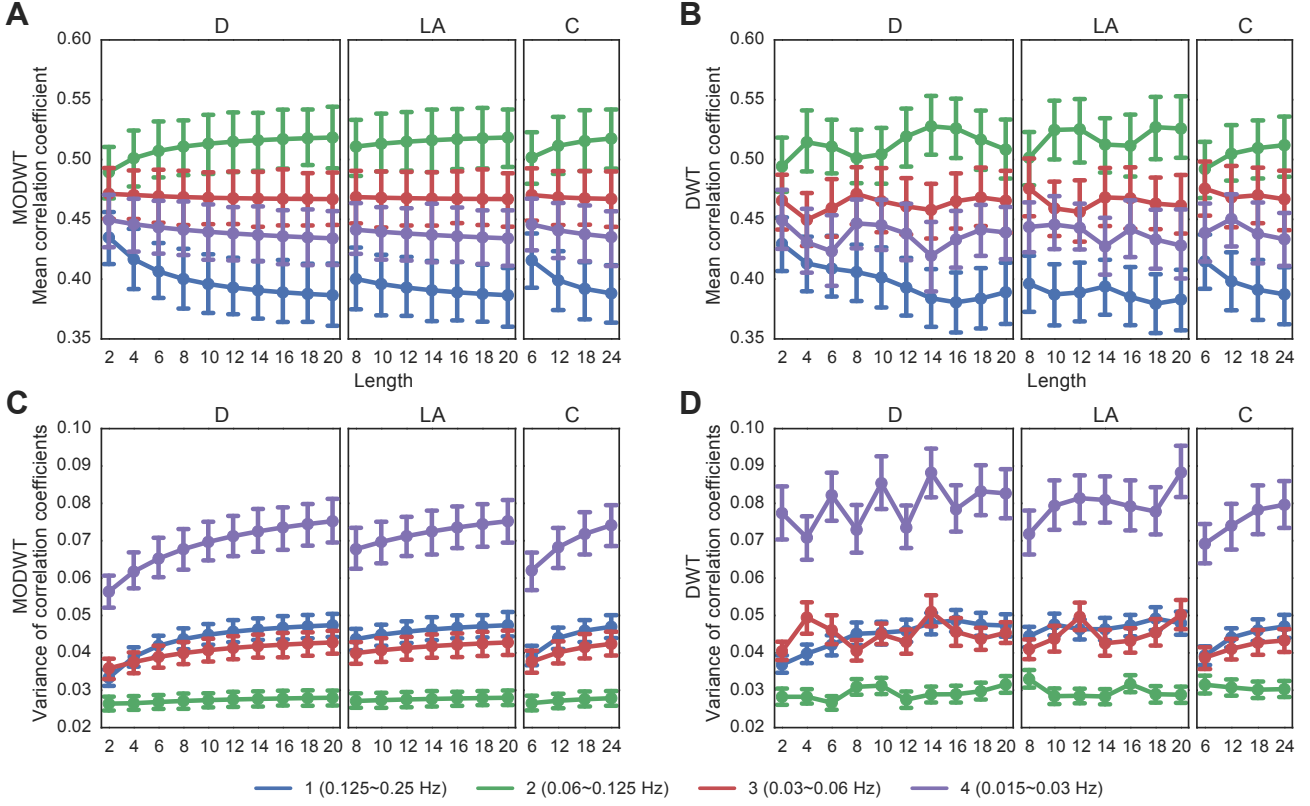 A
B
D LA C
D LA C
0.60
0.55
0.50
0.45
0.40
0.35
MODWT
Mean correlation coefficient
2 4 6 8 10 12 14 16 18 20
8 10 12 14 16 18 20
6 12 18 24
Length
0.60
0.55
0.50
0.45
0.40
0.35
DWT
Mean correlation coefficient
2 4 6 8 10 12 14 16 18 20
8 10 12 14 16 18 20
6 12 18 24
Length
C
D
D LA C
D LA C
0.10
0.09
0.08
0.07
0.06
0.05
0.04
0.03
0.02
MODWT
Variance of correlation coefficients
2 4 6 8 10 12 14 16 18 20
8 10 12 14 16 18 20
6 12 18 24
0.10
0.09
0.08
0.07
0.06
0.05
0.04
0.03
0.02
DWT
Variance of correlation coefficients
2 4 6 8 10 12 14 16 18 20
8 10 12 14 16 18 20
6 12 18 24
1 (0.125~0.25 Hz) 2 (0.06~0.125 Hz) 3 (0.03~0.06 Hz) 4 (0.015~0.03 Hz)